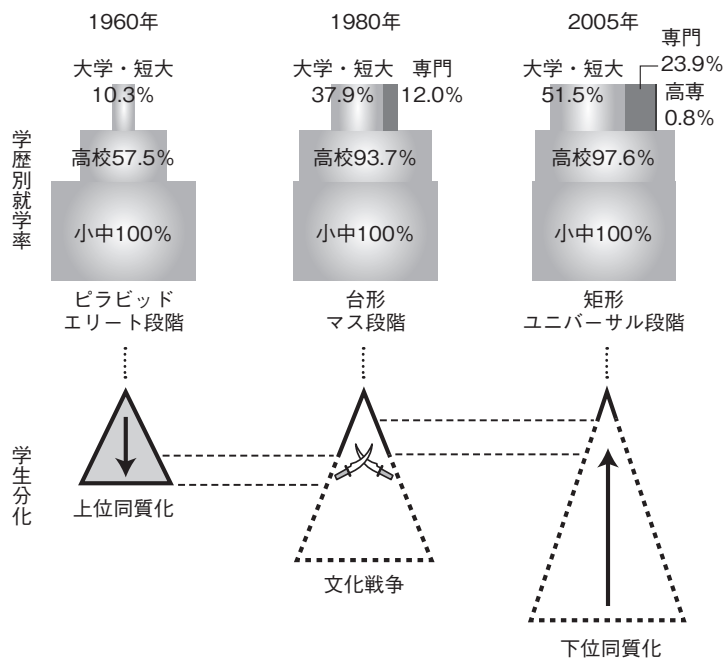 1960年
1980年
2005年
大学・短大
10.3%
大学・短大
37.9%
専門
12.0%
大学・短大
51.5%
専門
23.9%
高専
0.8%
学歴別就学率
高校57.5%
高校93.7%
高校97.6%
小中100%
小中100%
小中100%
ピラビッド
エリート段階
台形
マス段階
矩形
ユニバーサル段階
学生分化
上位同質化
文化戦争
下位同質化